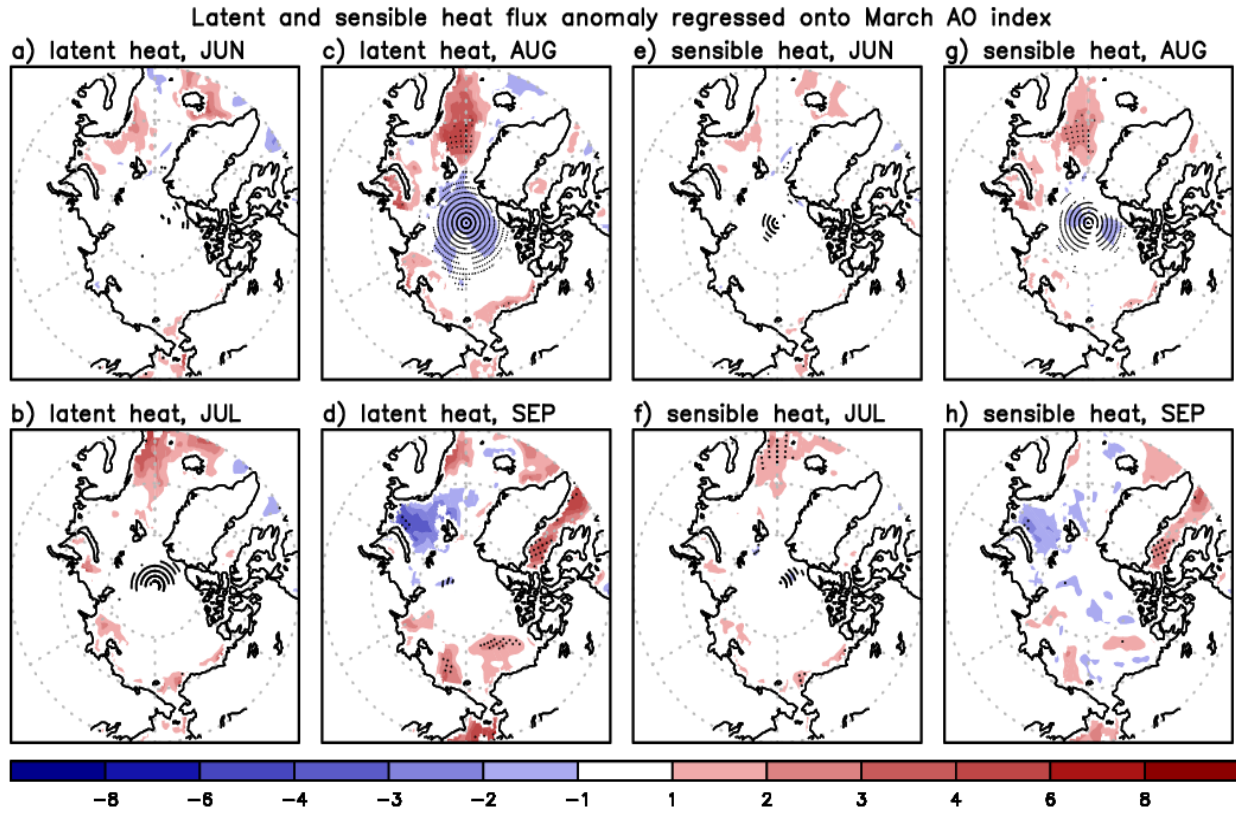 Latent and sensible heat flux anomaly regressed onto March AO index
a) latent heat, JUN
c) latent heat, AUG
e) sensible heat, JUN
g) sensible heat, AUG
b) latent heat, JUL
d) latent heat, SEP
f) sensible heat, JUL
h) sensible heat, SEP
-8 -6 -4 -2 -1 1 2 3 4 6 8